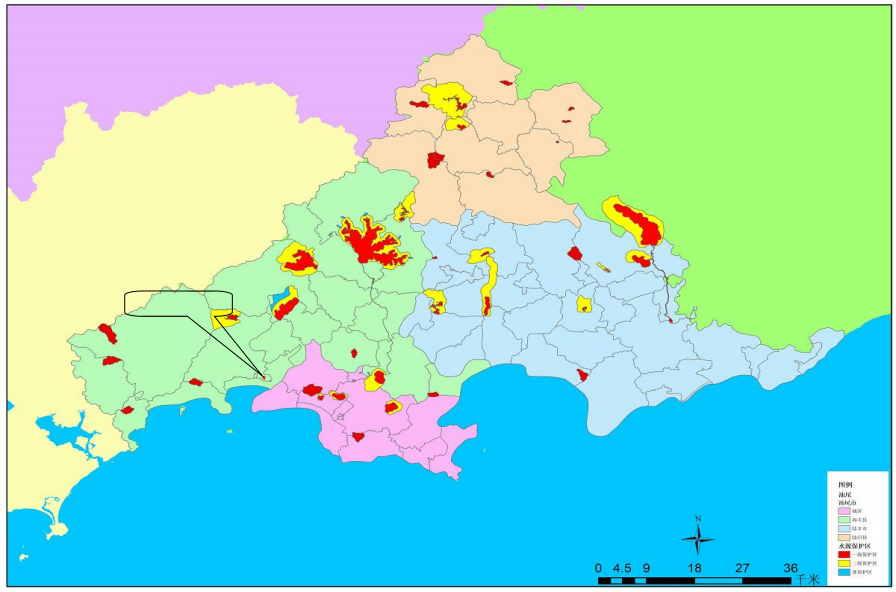 图例
汕尾
汕尾市
城区
海丰县
陆丰市
陆河县
水源保护区
一级保护区
二级保护区
准保护区
N
0 4.5 9 18 27 36
千米